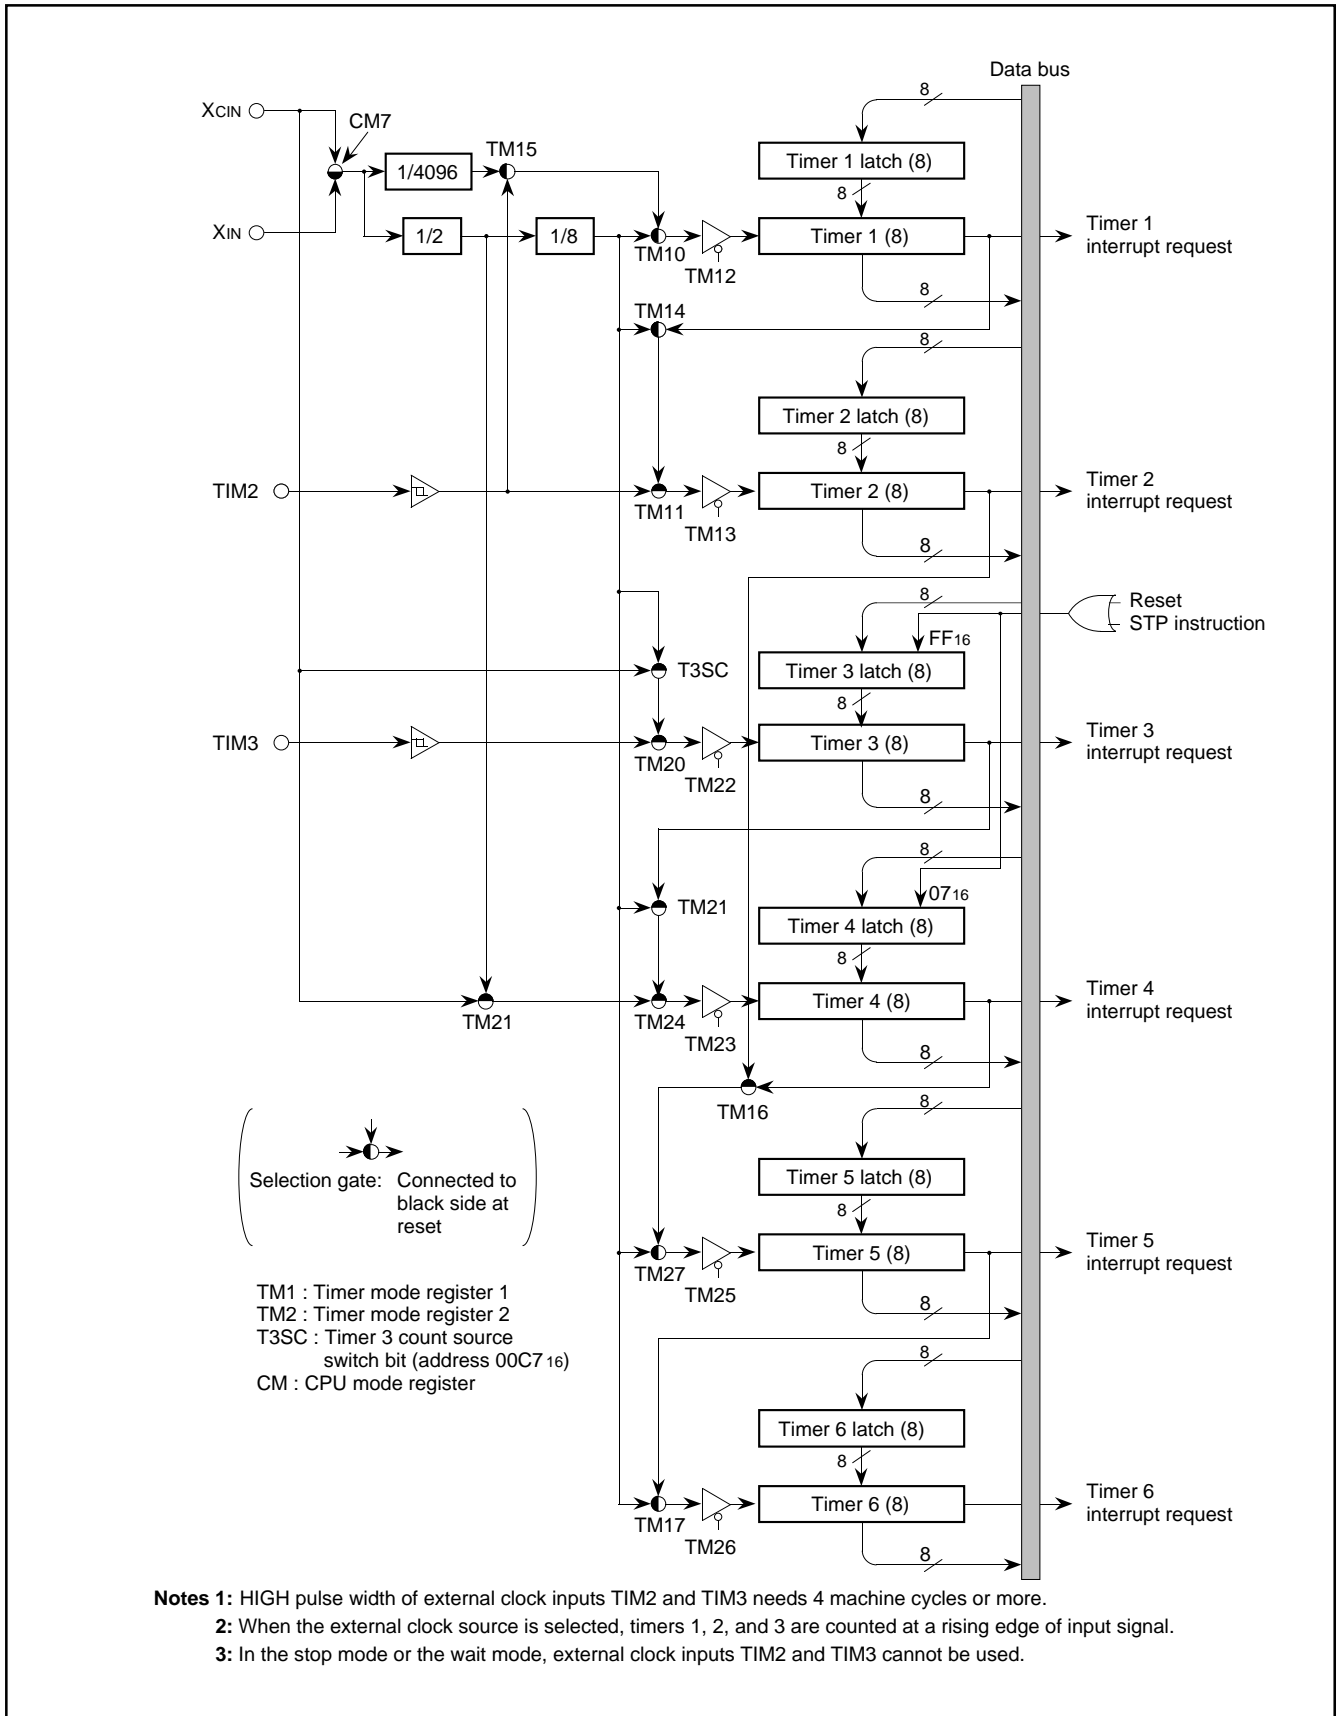 Data bus
XCIN
CM7
TM15
1/4096
8
Timer 1 latch (8)
8
XIN
1/2
1/8
TM10
TM12
Timer 1 (8)
Timer 1
interrupt request
8
TM14
8
Timer 2 latch (8)
8
TIM2
TM11
TM13
Timer 2 (8)
Timer 2
interrupt request
8
8
Reset
STP instruction
FF16
T3SC
Timer 3 latch (8)
8
TIM3
TM20
TM22
Timer 3 (8)
Timer 3
interrupt request
8
8
0716
TM21
Timer 4 latch (8)
8
TM21
TM24
TM23
Timer 4 (8)
Timer 4
interrupt request
8
TM16
8
Selection gate: Connected to
black side at
reset
Timer 5 latch (8)
8
TM27
TM25
Timer 5 (8)
Timer 5
interrupt request
8
TM1 : Timer mode register 1
TM2 : Timer mode register 2
T3SC : Timer 3 count source
switch bit (address 00C716)
CM : CPU mode register
8
Timer 6 latch (8)
8
TM17
TM26
Timer 6 (8)
Timer 6
interrupt request
8
Notes 1: HIGH pulse width of external clock inputs TIM2 and TIM3 needs 4 machine cycles or more.
2: When the external clock source is selected, timers 1, 2, and 3 are counted at a rising edge of input signal.
3: In the stop mode or the wait mode, external clock inputs TIM2 and TIM3 cannot be used.